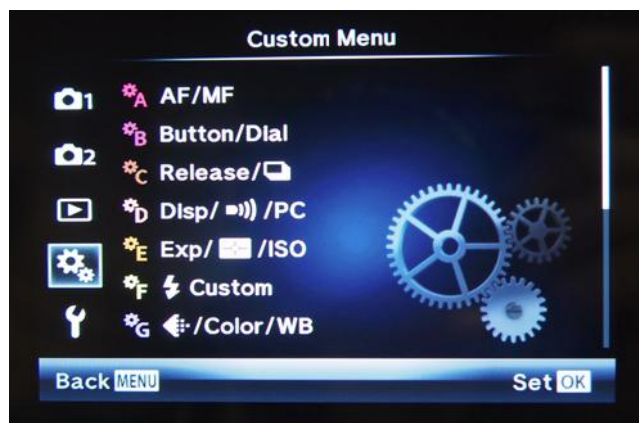 Custom Menu
1 A AF/MF
B Button/Dial
2 C Release/
D Disp/ /PC
E Exp/ /ISO
F Custom
G /Color/WB
Back MENU Set OK